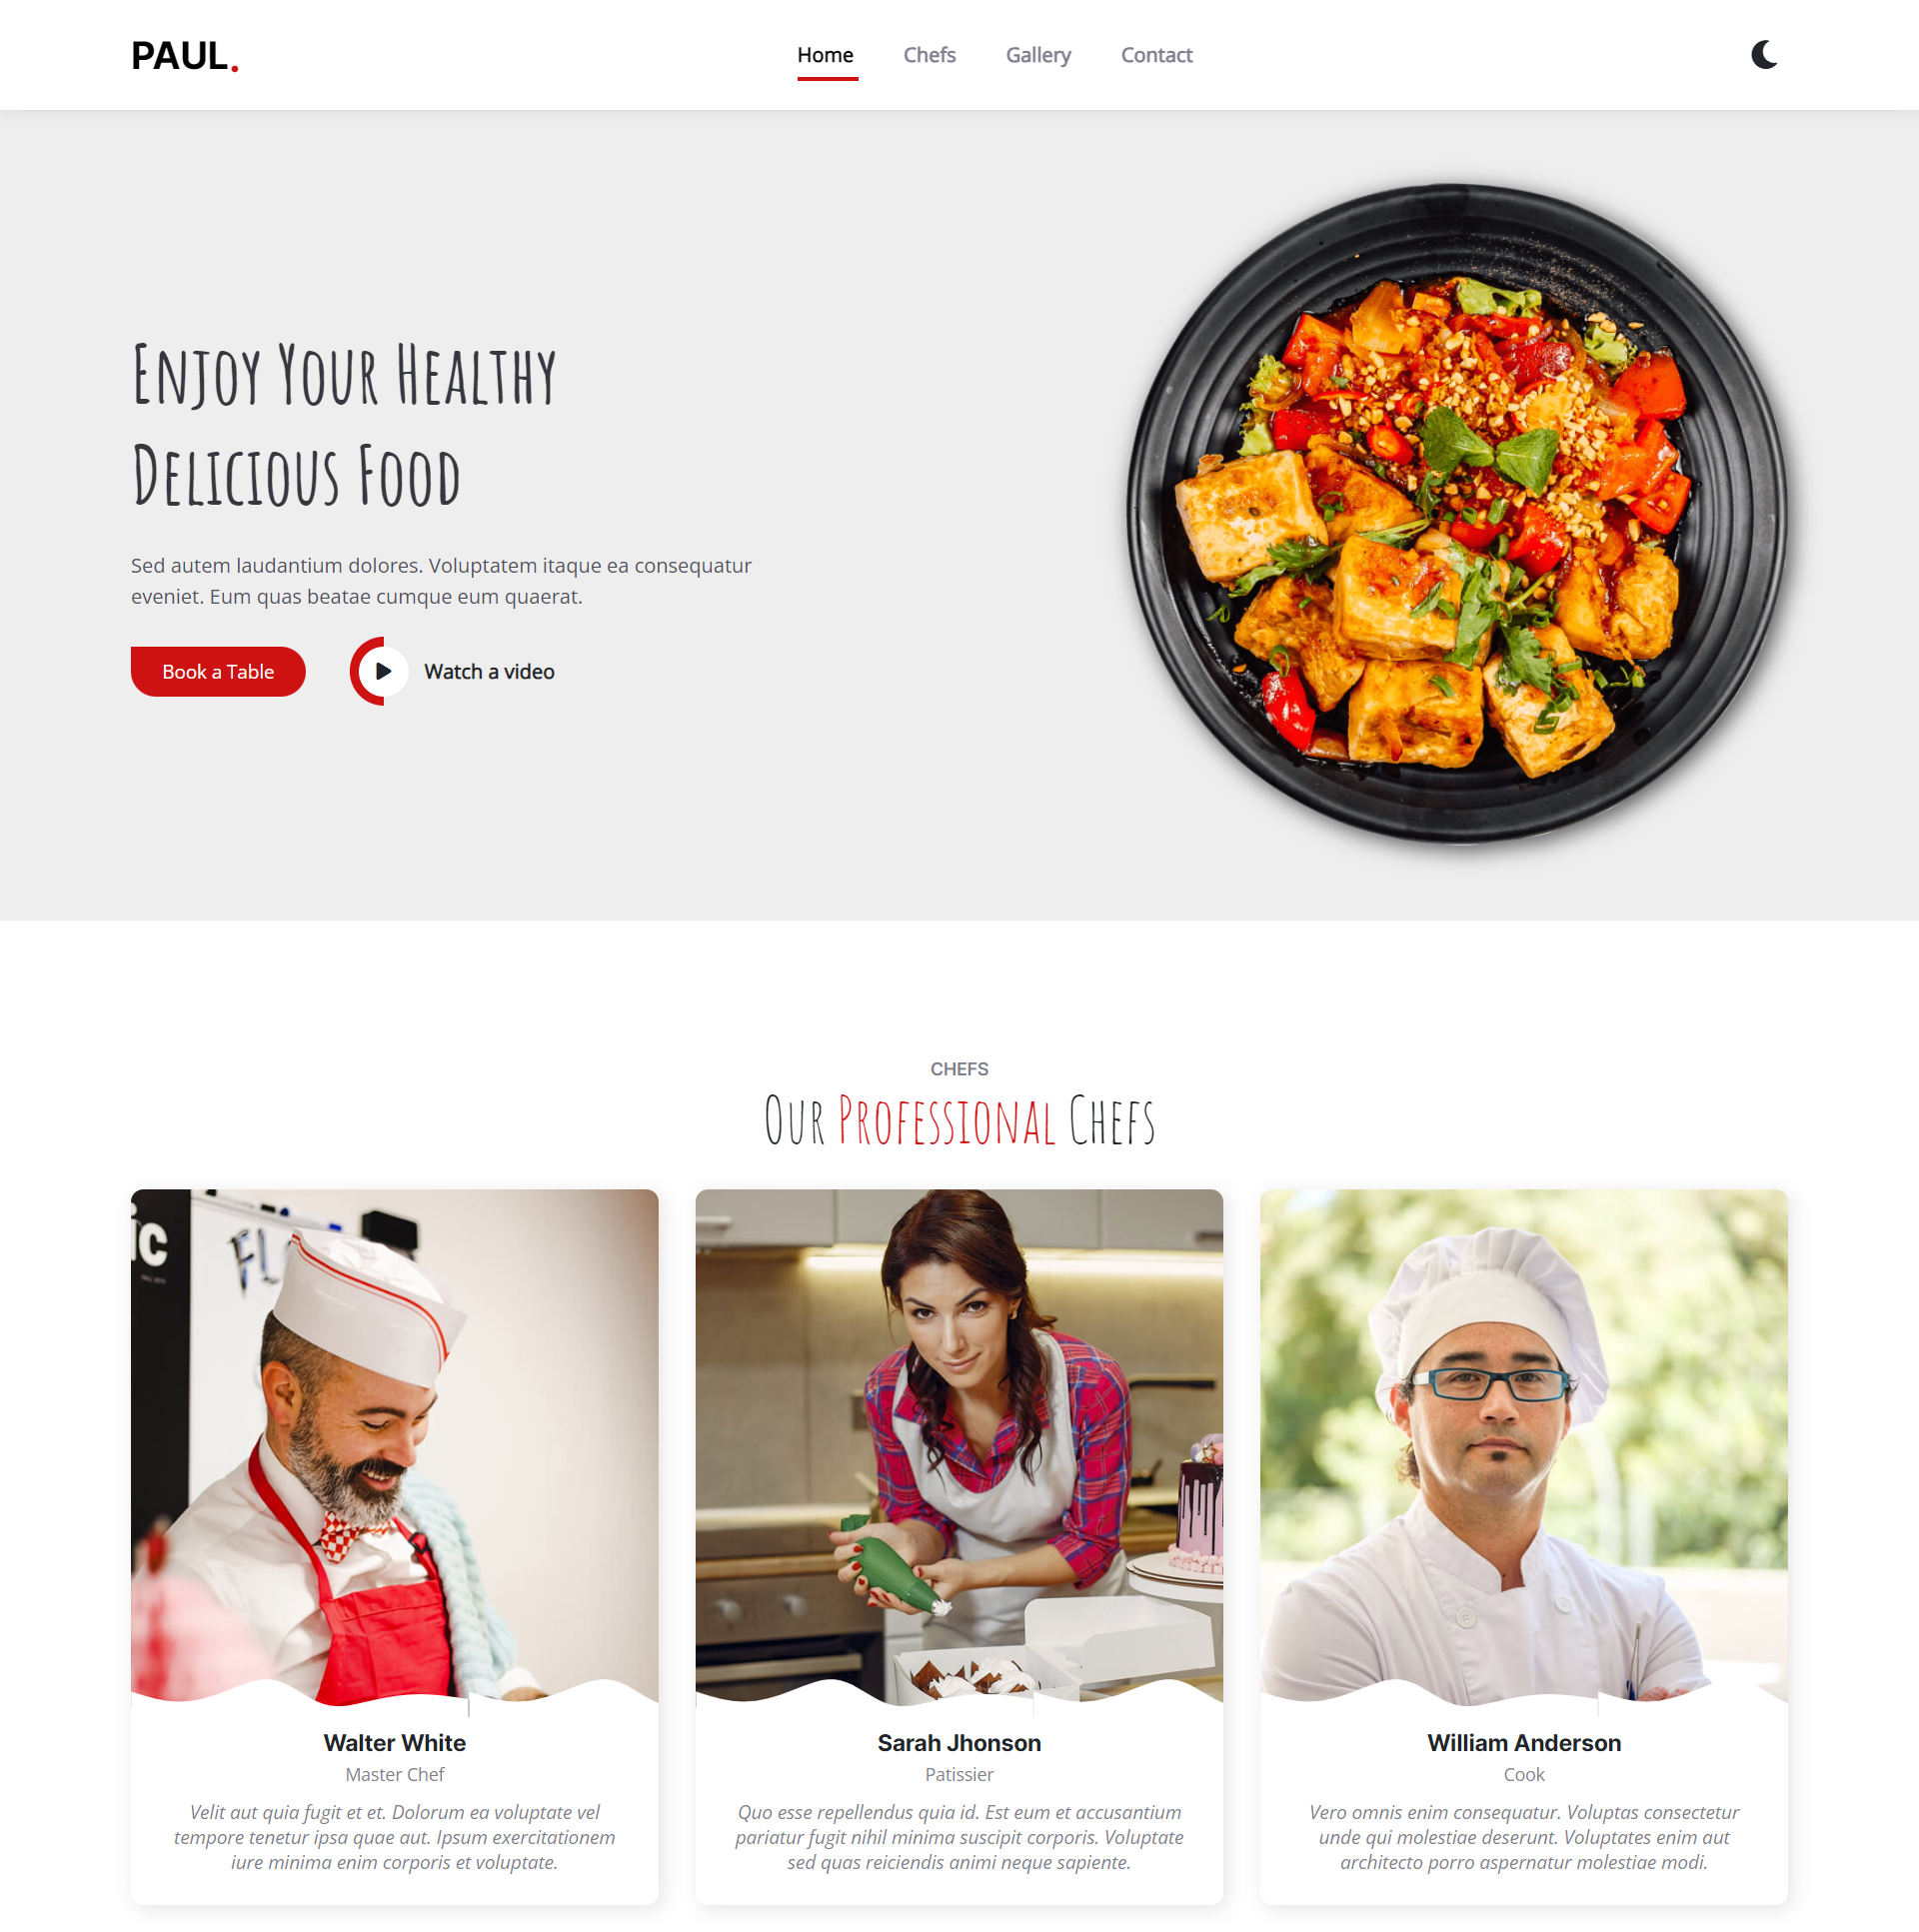 PAUL.
Home
Chefs
Gallery
Contact
Enjoy Your Healthy
Delicious Food
Sed autem laudantium dolores. Voluptatem itaque ea consequatur
eveniet. Eum quas beatae cumque eum quaerat.
Book a Table
Watch a video
CHEFS
Our Professional Chefs
ic
FL
Walter White
Master Chef
Velit aut quia fugit et et. Dolorum ea voluptate vel
tempore tenetur ipsa quae aut. Ipsum exercitationem
iure minima enim corporis et voluptate.
Sarah Jhonson
Patissier
Quo esse repellendus quia id. Est eum et accusantium
pariatur fugit nihil minima suscipit corporis. Voluptate
sed quas reiciendis animi neque sapiente.
William Anderson
Cook
Vero omnis enim consequatur. Voluptas consectetur
unde qui molestiae deserunt. Voluptates enim aut
architecto porro aspernatur molestiae modi.